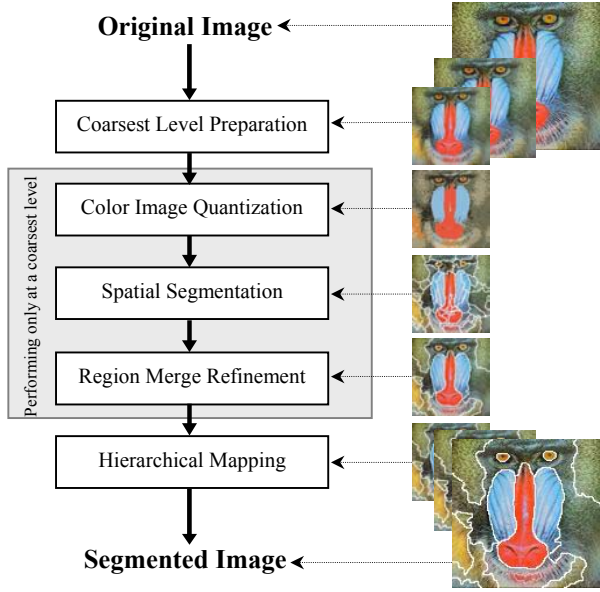 Original Image
Coarsest Level Preparation
Performing only at a coarsest level
Color Image Quantization
Spatial Segmentation
Region Merge Refinement
Hierarchical Mapping
Segmented Image